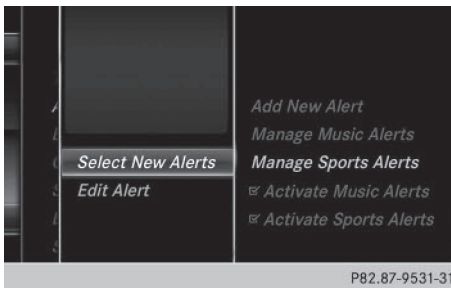 Add New Alert
Manage Music Alerts
Select New Alerts
Manage Sports Alerts
Edit Alert
Activate Music Alerts
Activate Sports Alerts
P82.87-9531-31